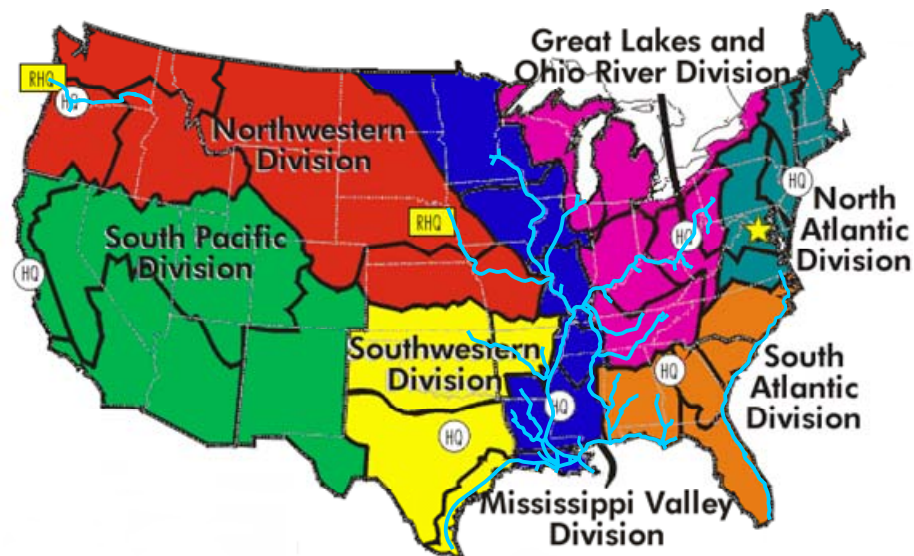 Great Lakes and
Ohio River Division
RHQ
HQ
Northwestern
Division
HQ
North
Atlantic
Division
RHQ
HQ
South Pacific
Division
HQ
Southwestern
Division
HQ
South
Atlantic
Division
HQ
HQ
Mississippi Valley
Division